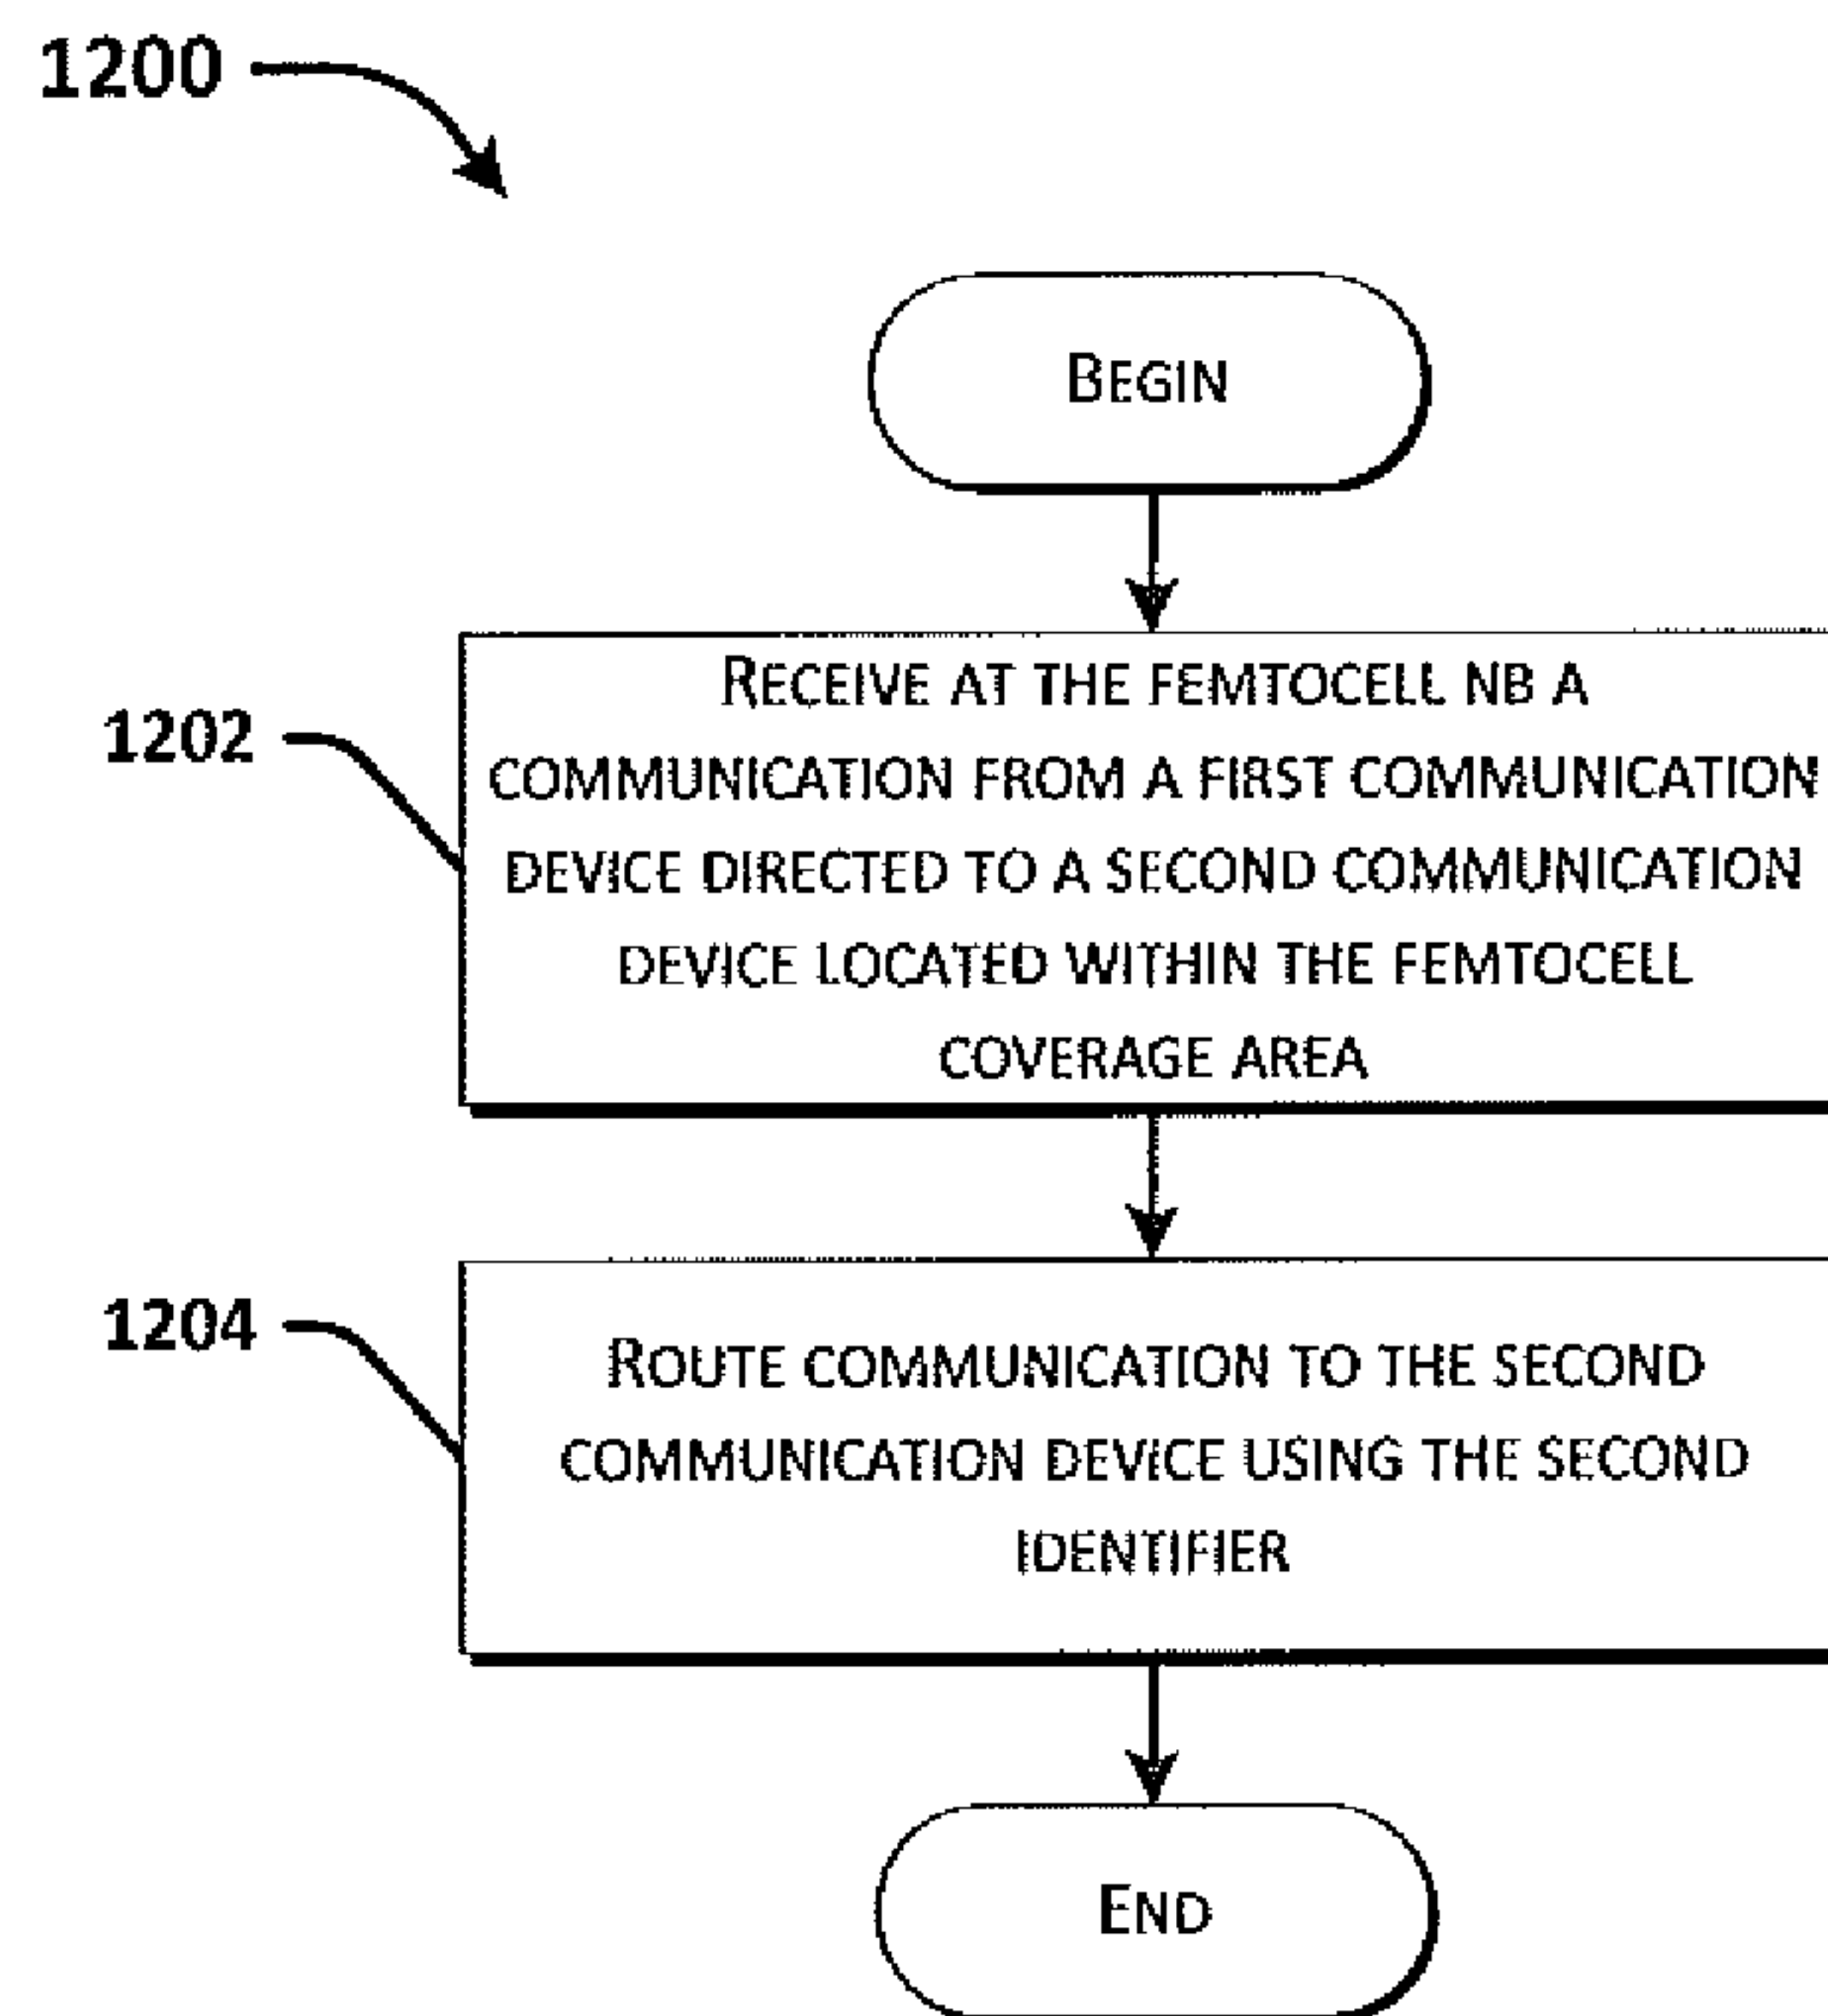 1200
BEGIN
1202
RECEIVE AT THE FEMTOCELL NB A
COMMUNICATION FROM A FIRST COMMUNICATION
DEVICE DIRECTED TO A SECOND COMMUNICATION
DEVICE LOCATED WITHIN THE FEMTOCELL
COVERAGE AREA
1204
ROUTE COMMUNICATION TO THE SECOND
COMMUNICATION DEVICE USING THE SECOND
IDENTIFIER
END